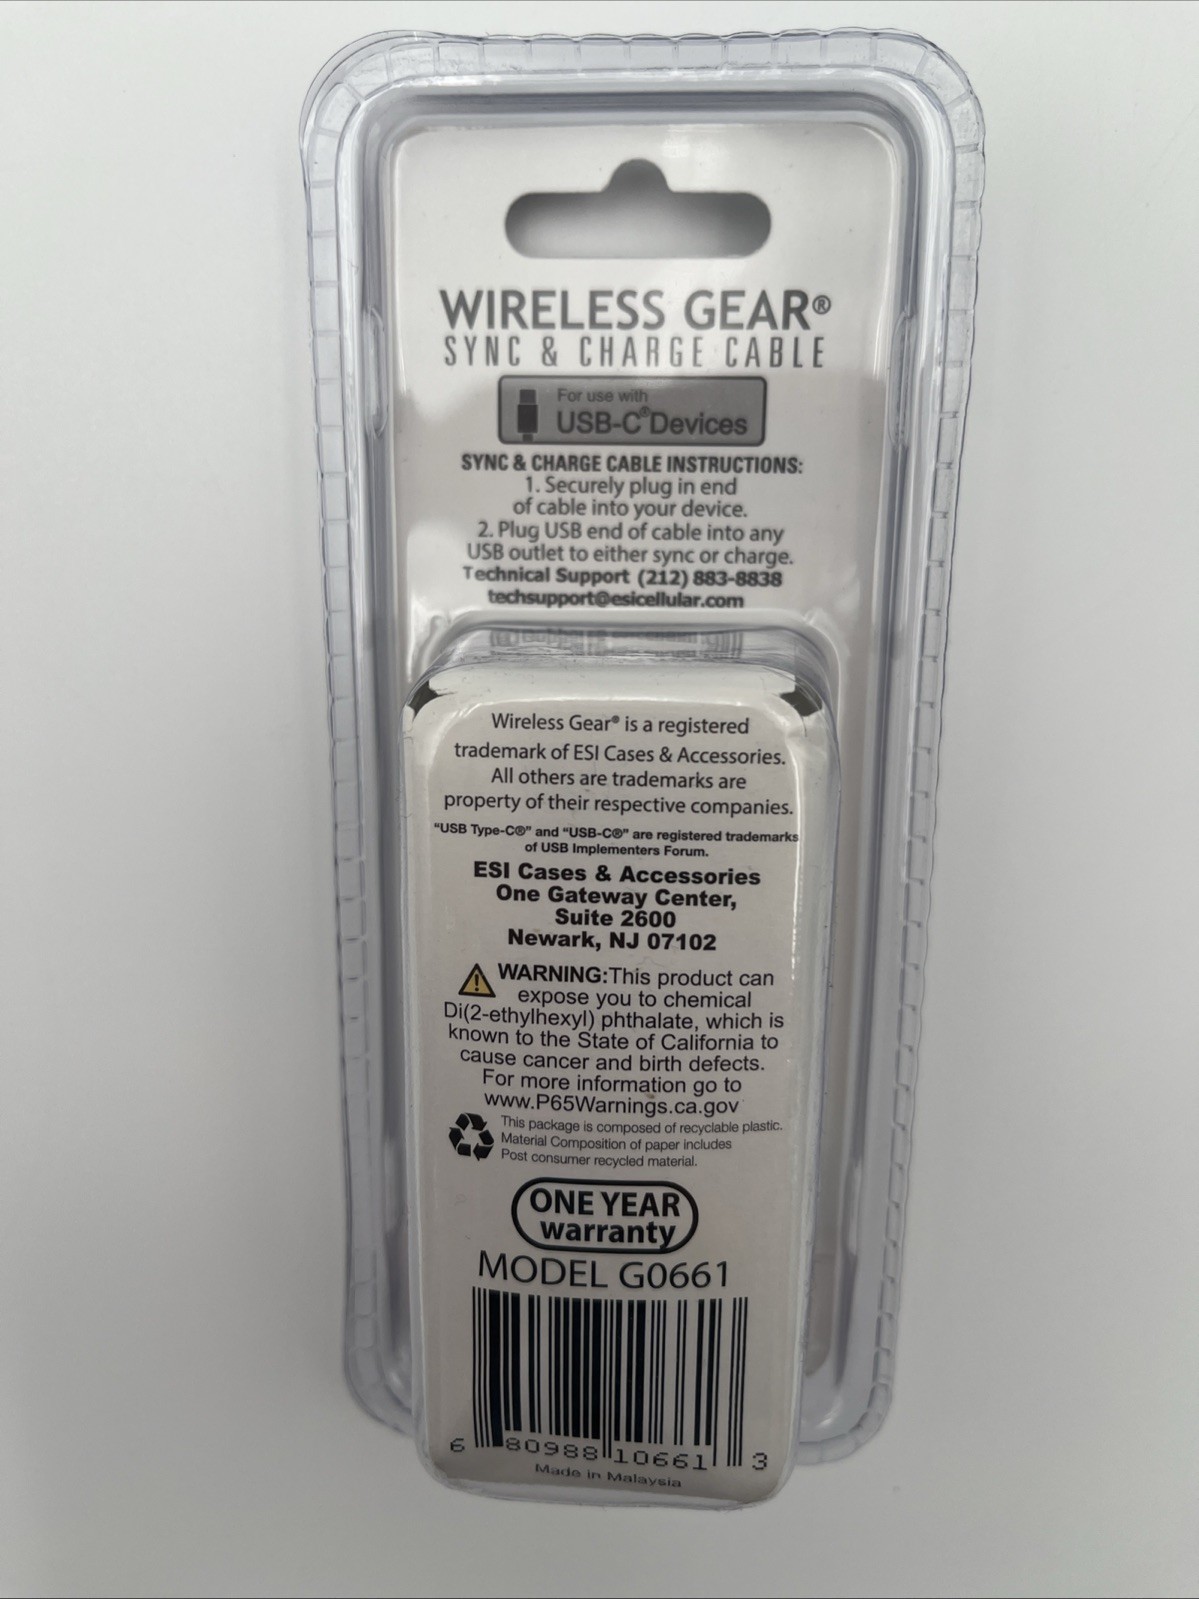 WIRELESS GEAR®
SYNC & CHARGE CABLE
For use with
USB-C® Devices
SYNC & CHARGE CABLE INSTRUCTIONS:
1. Securely plug in end
of cable into your device.
2. Plug USB end of cable into any
USB outlet to either sync or charge.
Technical Support (212) 883-8838
techsupport@esicellular.com
Wireless Gear® is a registered
trademark of ESI Cases & Accessories.
All others are trademarks are
property of their respective companies.
"USB Type-C®" and "USB-C®" are registered trademarks
of USB Implementers Forum.
ESI Cases & Accessories
One Gateway Center,
Suite 2600
Newark, NJ 07102
WARNING:This product can
expose you to chemical
Di(2-ethylhexyl) phthalate, which is
known to the State of California to
cause cancer and birth defects.
For more information go to
www.P65Warnings.ca.gov
This package is composed of recyclable plastic.
Material Composition of paper includes
Post consumer recycled material.
ONE YEAR
warranty
MODEL G0661
6 80988 10661 3
Made in Malaysia